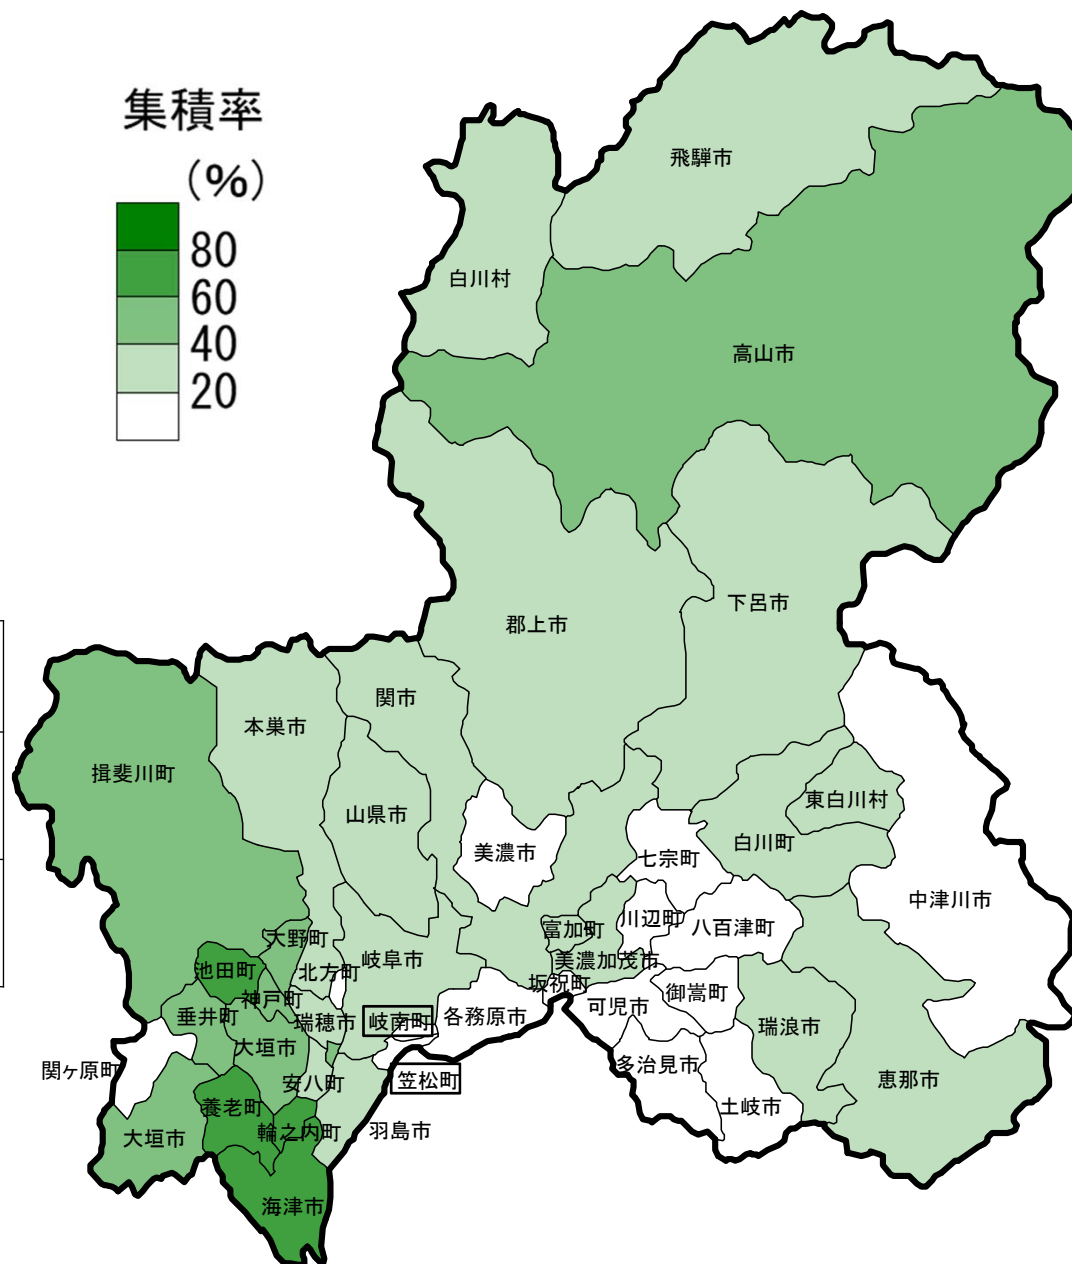 集積率
(%)
80
60
40
20
飛騨市
白川村
高山市
郡上市
下呂市
関市
本巣市
揖斐川町
山県市
東白川村
白川町
美濃市
七宗町
中津川市
川辺町
八百津町
富加町
大野町
岐阜市
美濃加茂市
池田町
北方町
坂祝町
御嵩町
神戸町
可児市
垂井町
瑞穂市
岐南町
各務原市
瑞浪市
大垣市
多治見市
関ヶ原町
安八町
笠松町
恵那市
養老町
土岐市
大垣市
輪之内町
羽島市
海津市